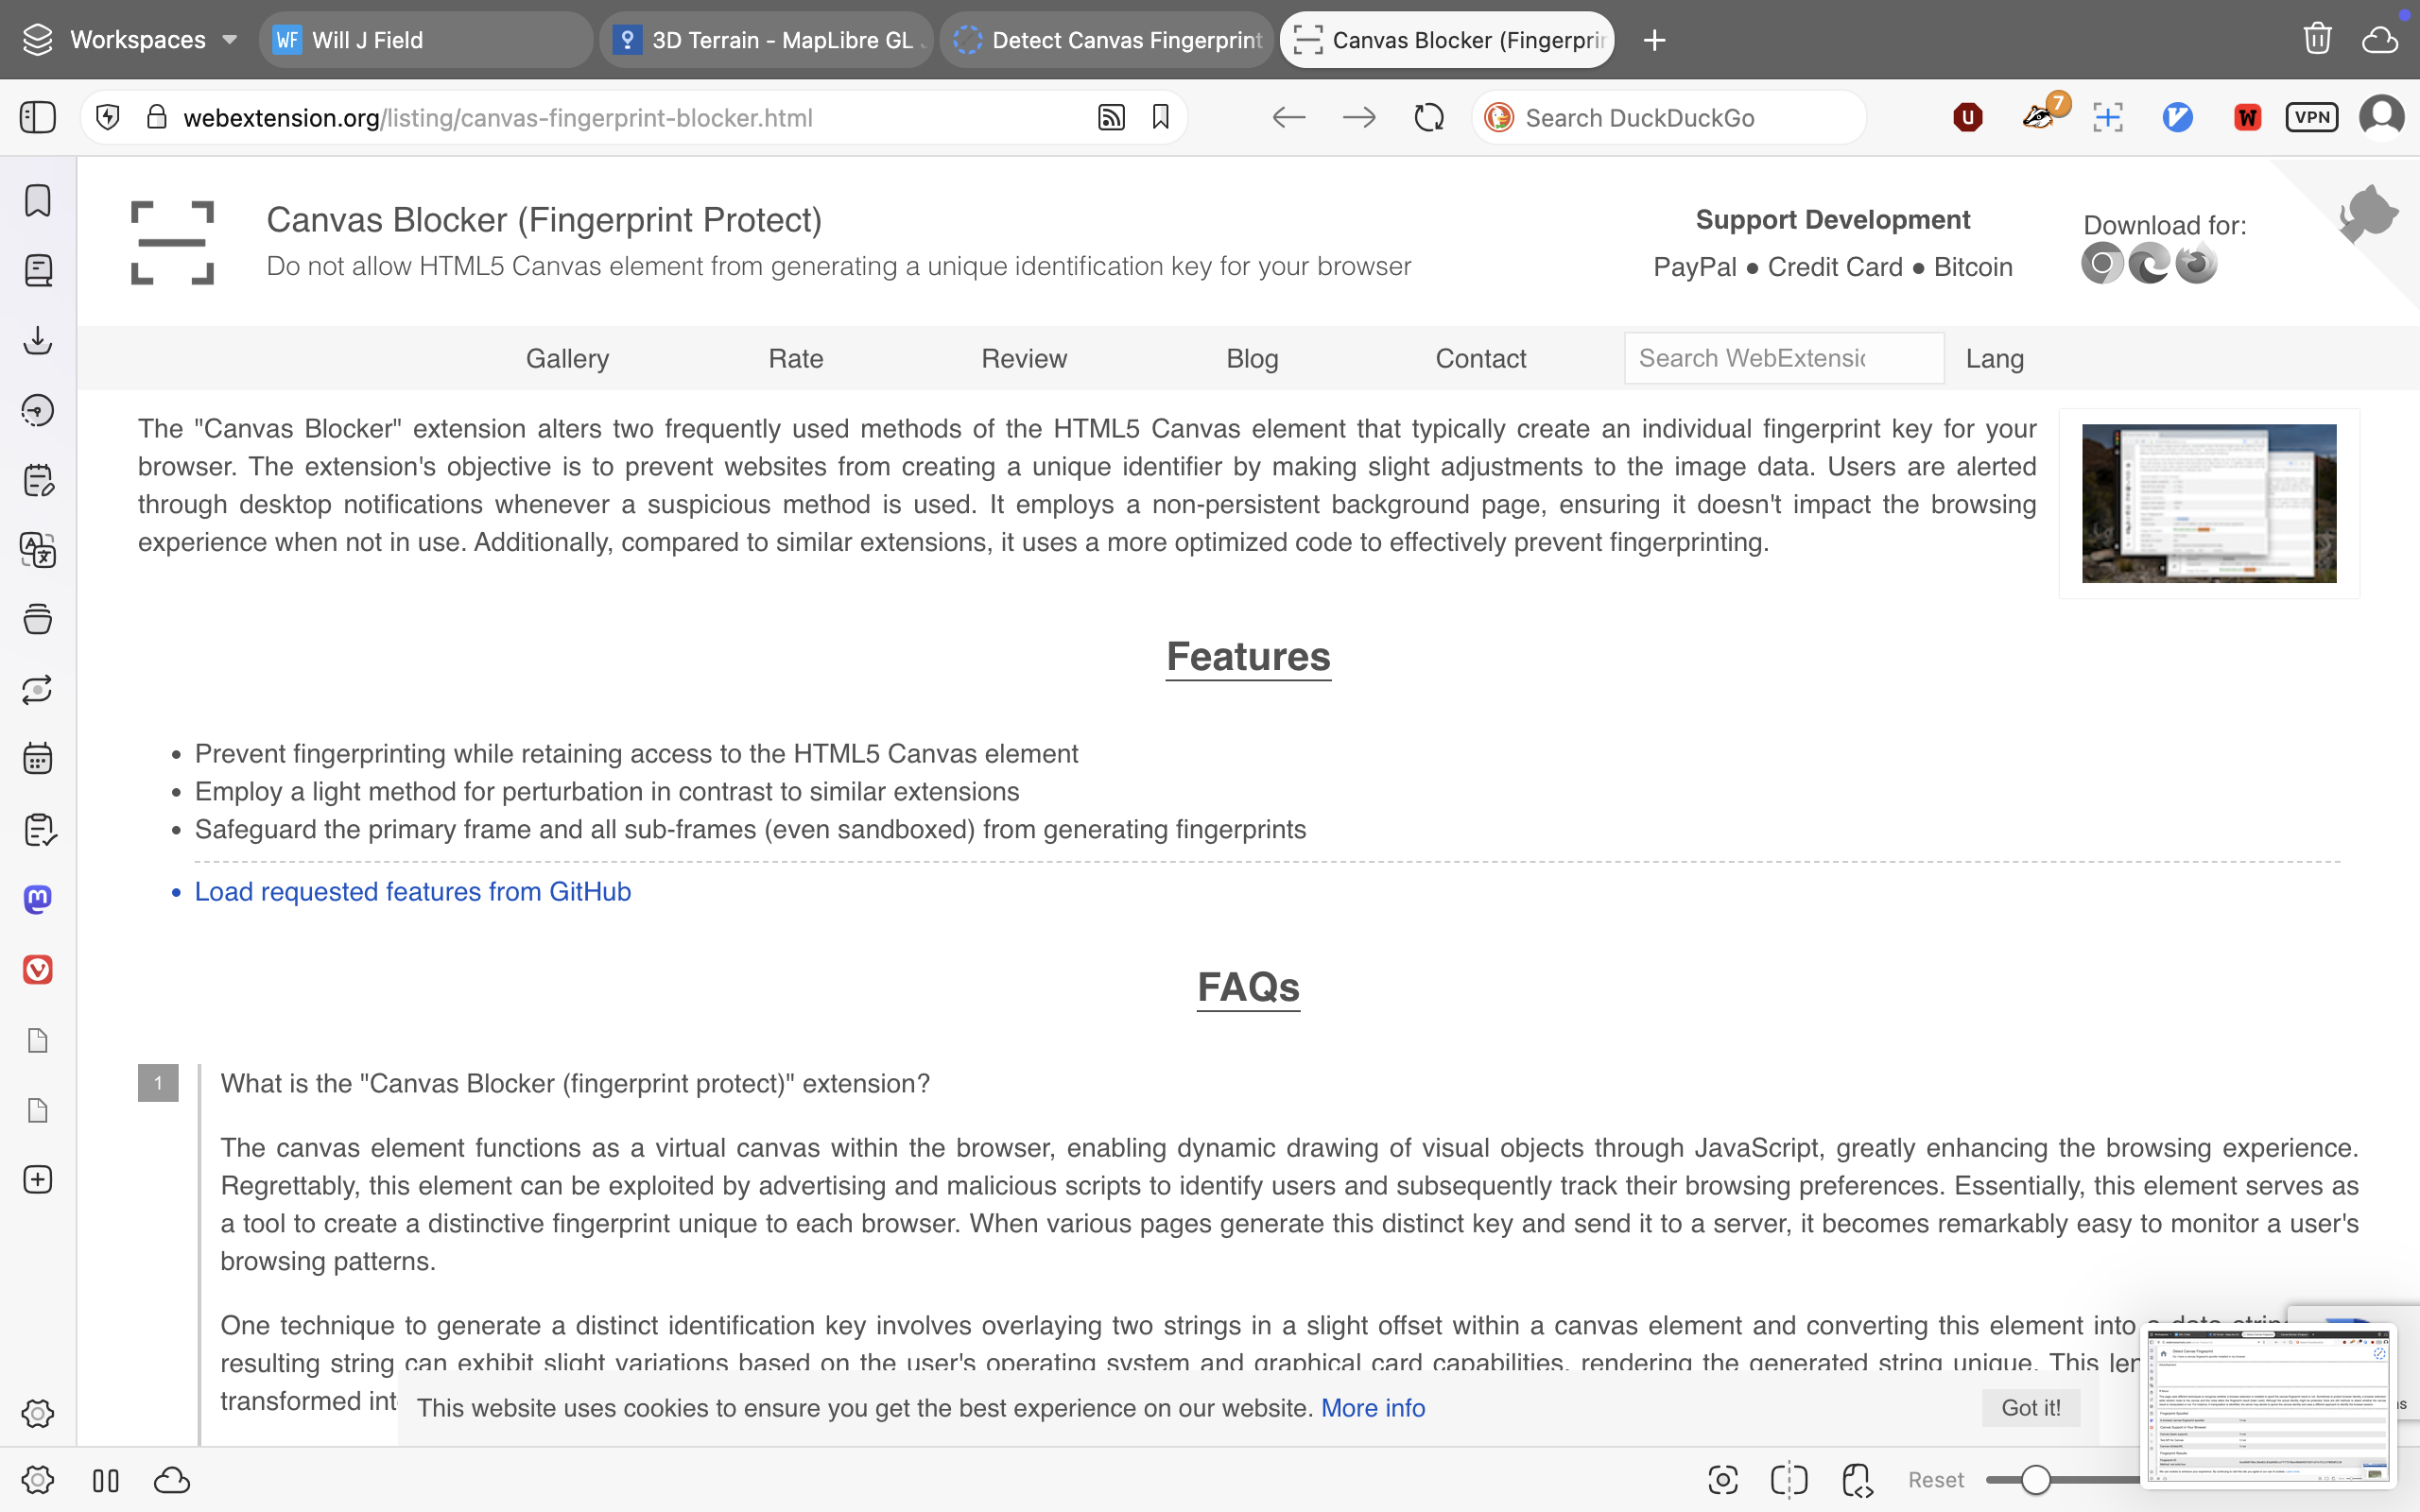 Workspaces
WF Will J Field
3D Terrain - MapLibre GL
Detect Canvas Fingerprint
Canvas Blocker (Fingerprin
webextension.org/listing/canvas-fingerprint-blocker.html
Search DuckDuckGo
7
VPN
Canvas Blocker (Fingerprint Protect)
Do not allow HTML5 Canvas element from generating a unique identification key for your browser
Support Development
PayPal ● Credit Card ● Bitcoin
Download for:
Gallery
Rate
Review
Blog
Contact
Search WebExtensic
Lang
The "Canvas Blocker" extension alters two frequently used methods of the HTML5 Canvas element that typically create an individual fingerprint key for your
browser. The extension's objective is to prevent websites from creating a unique identifier by making slight adjustments to the image data. Users are alerted
through desktop notifications whenever a suspicious method is used. It employs a non-persistent background page, ensuring it doesn't impact the browsing
experience when not in use. Additionally, compared to similar extensions, it uses a more optimized code to effectively prevent fingerprinting.
Features
• Prevent fingerprinting while retaining access to the HTML5 Canvas element
• Employ a light method for perturbation in contrast to similar extensions
• Safeguard the primary frame and all sub-frames (even sandboxed) from generating fingerprints
• Load requested features from GitHub
FAQs
1
What is the "Canvas Blocker (fingerprint protect)" extension?
The canvas element functions as a virtual canvas within the browser, enabling dynamic drawing of visual objects through JavaScript, greatly enhancing the browsing experience.
Regrettably, this element can be exploited by advertising and malicious scripts to identify users and subsequently track their browsing preferences. Essentially, this element serves as
a tool to create a distinctive fingerprint unique to each browser. When various pages generate this distinct key and send it to a server, it becomes remarkably easy to monitor a user's
browsing patterns.
One technique to generate a distinct identification key involves overlaying two strings in a slight offset within a canvas element and converting this element into a data string
resulting string can exhibit slight variations based on the user's operating system and graphical card capabilities, rendering the generated string unique. This len
transformed int
This website uses cookies to ensure you get the best experience on our website. More info
Got it!
Reset